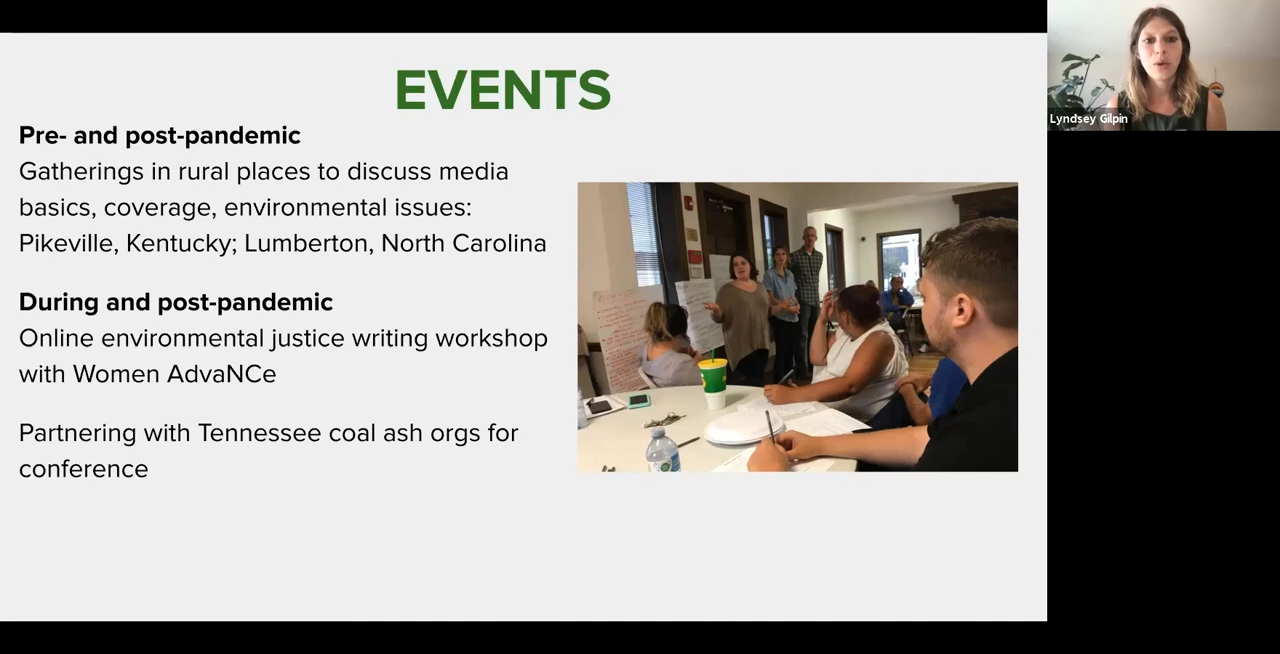 EVENTS
Pre- and post-pandemic
Gatherings in rural places to discuss media
basics, coverage, environmental issues:
Pikeville, Kentucky; Lumberton, North Carolina
During and post-pandemic
Online environmental justice writing workshop
with Women AdvaNCe
Partnering with Tennessee coal ash orgs for
conference
Lyndsey Gilpin